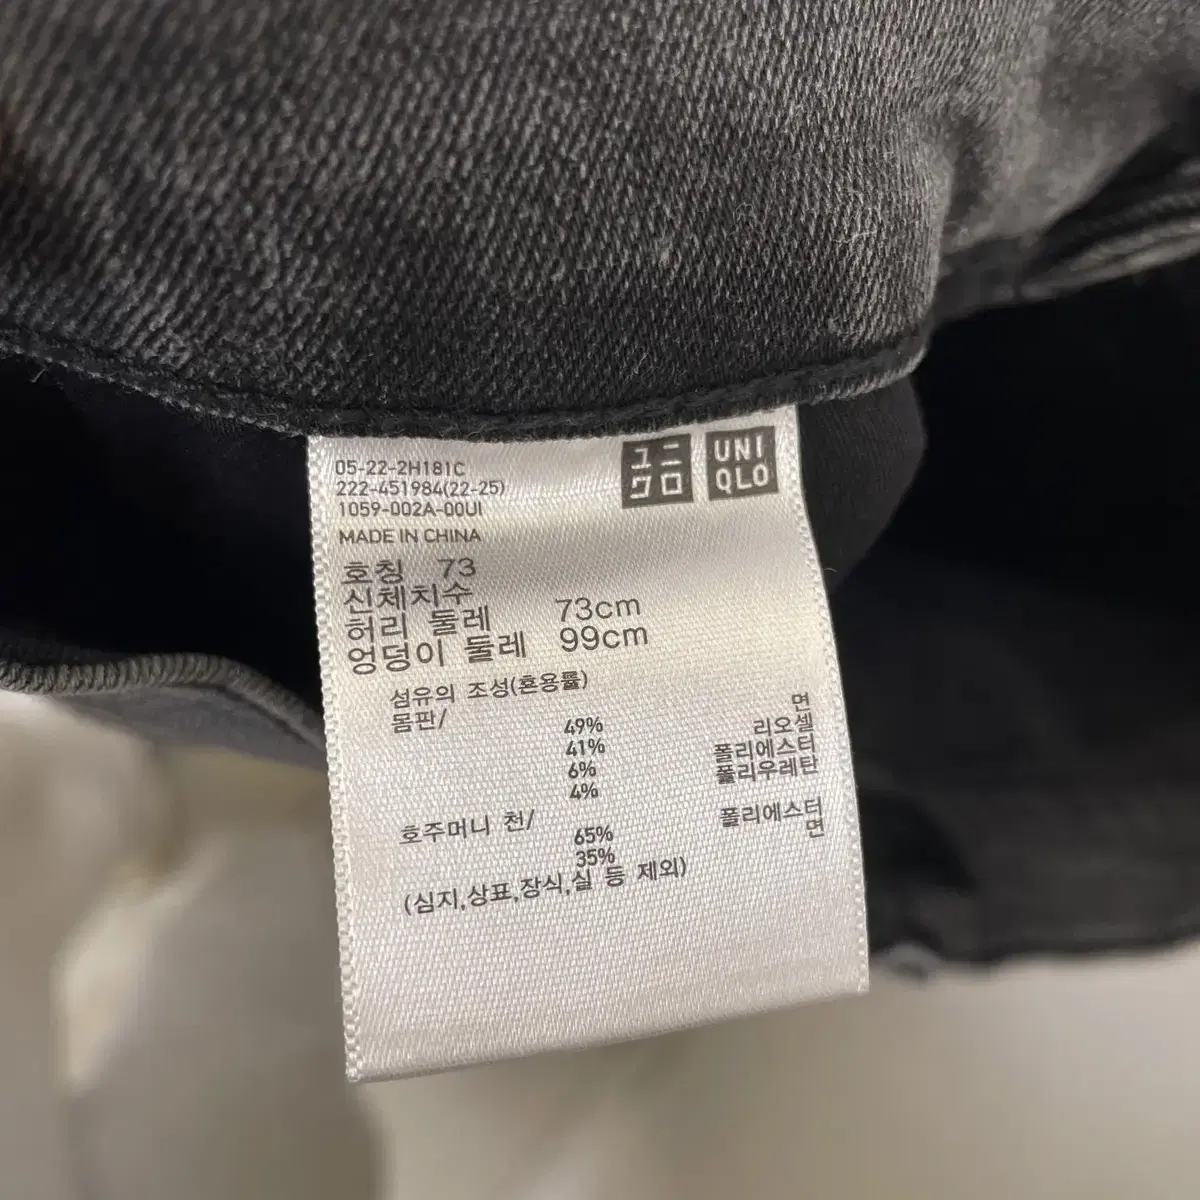 05-22-2H181C
222-451984(22-25)
1059-002A-00UI
MADE IN CHINA
ユニ
クロ
UNI
QLO
호칭 73
신체치수
허리 둘레 73cm
엉덩이 둘레 99cm
섬유의 조성(혼용률)
몸판/ 면
49% 리오셀
41% 폴리에스터
6% 폴리우레탄
4%
호주머니 천/ 폴리에스터
65% 면
35%
(심지,상표,장식,실 등 제외)